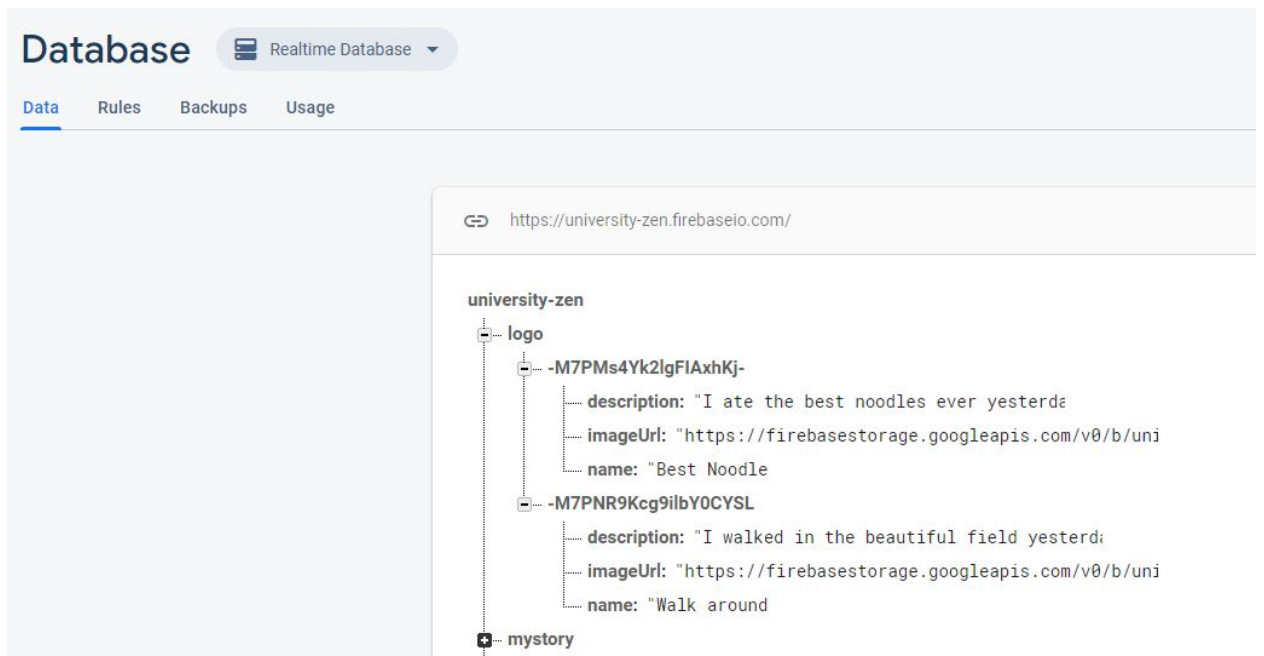 Database Realtime Database
Data Rules Backups Usage
https://university-zen.firebaseio.com/
university-zen
logo
-M7PMs4Yk2lgFIAxhKj-
description: "I ate the best noodles ever yesterda
imageUrl: "https://firebasestorage.googleapis.com/v0/b/uni
name: "Best Noodle
-M7PNR9Kcg9ilbY0CYSL
description: "I walked in the beautiful field yesterda
imageUrl: "https://firebasestorage.googleapis.com/v0/b/uni
name: "Walk around
mystory